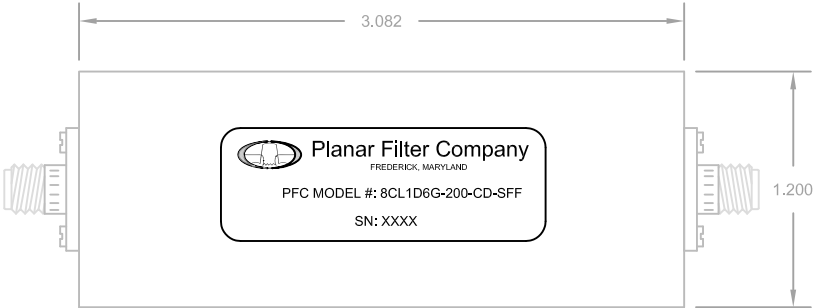 3.082
Planar Filter Company
FREDERICK, MARYLAND
PFC MODEL #: 8CL1D6G-200-CD-SFF
SN: XXXX
1.200